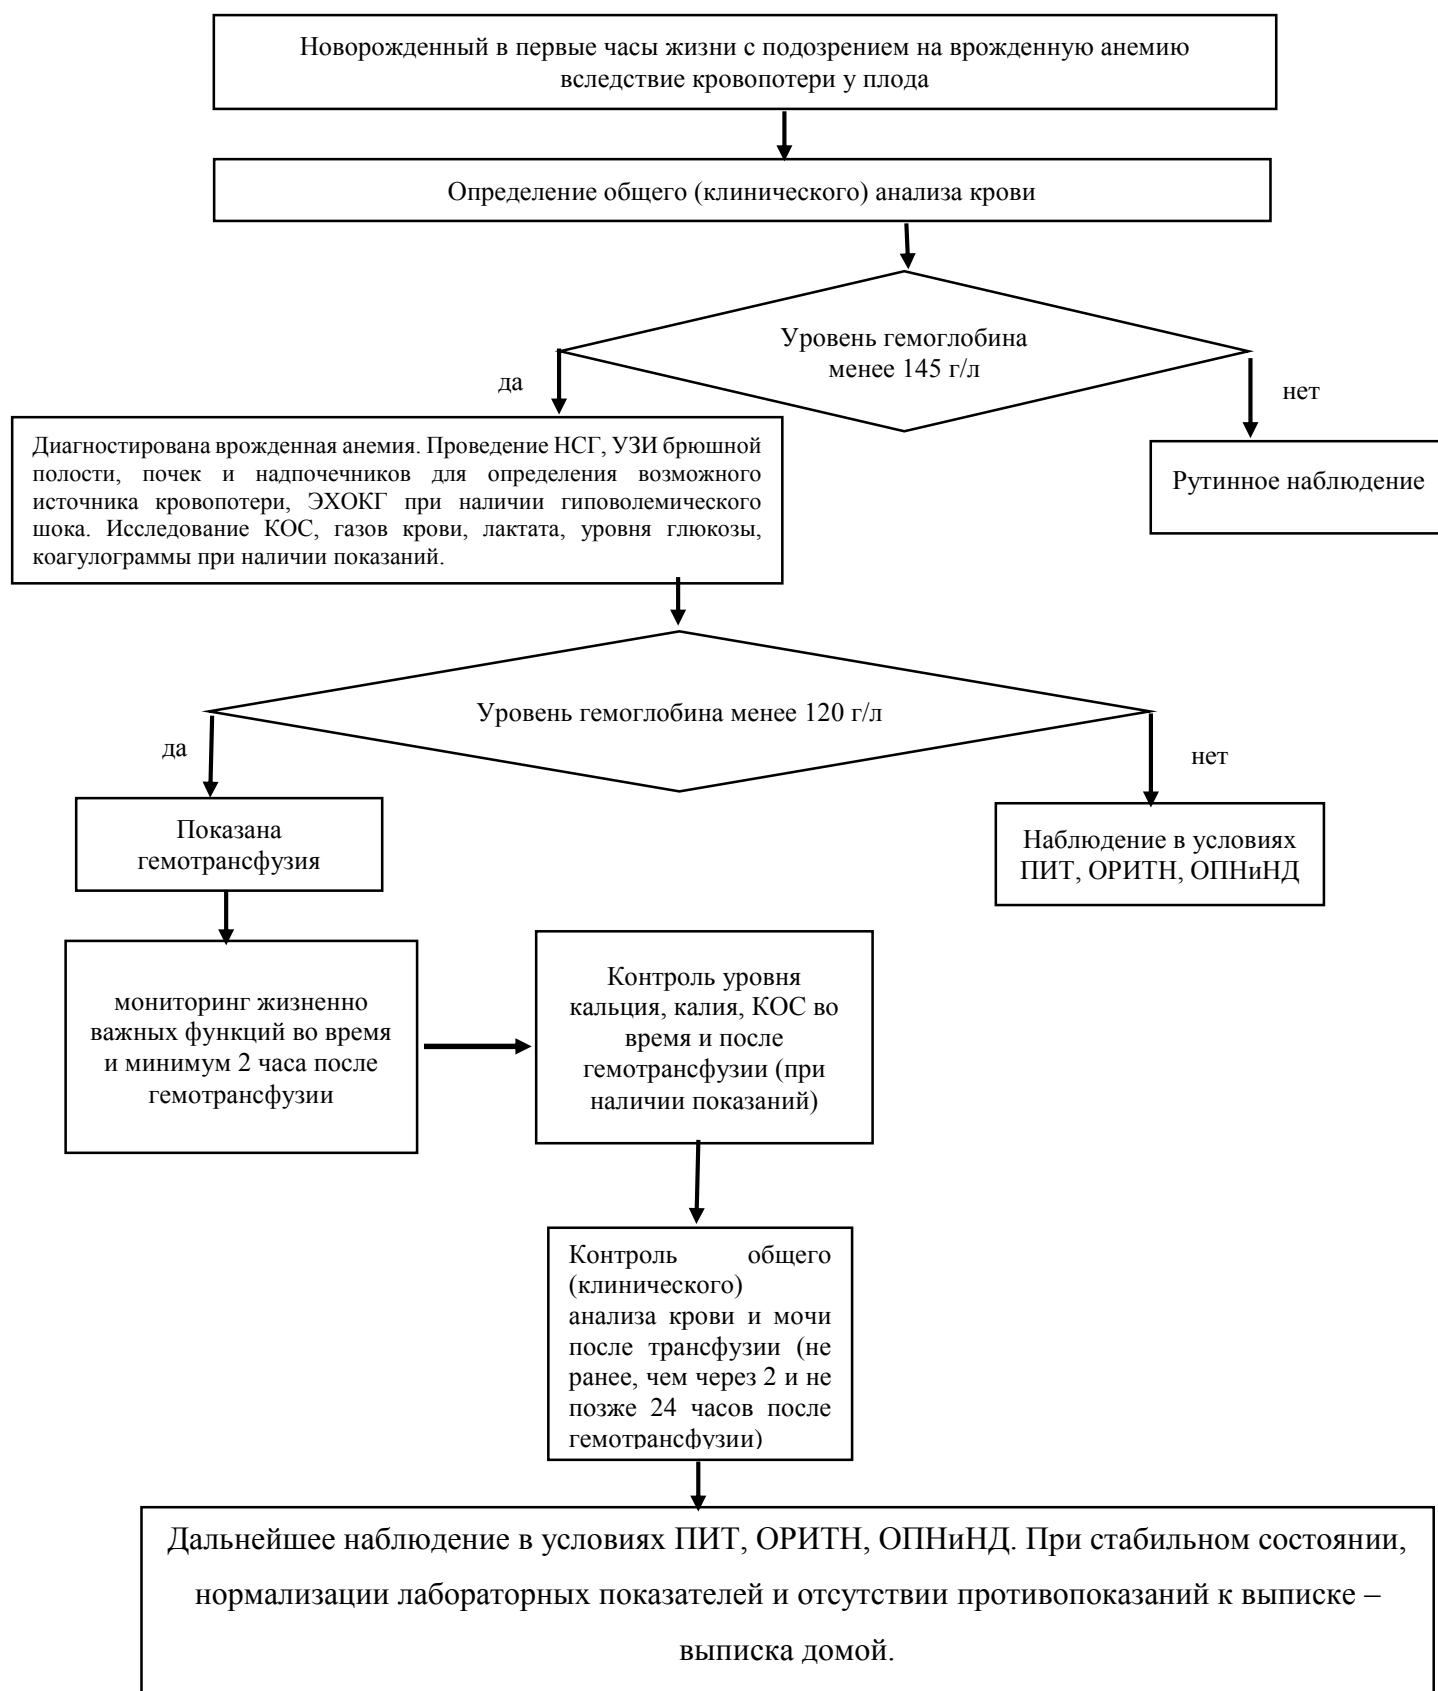 Новорожденный в первые часы жизни с подозрением на врожденную анемию
вследствие кровопотери у плода
Определение общего (клинического) анализа крови
Уровень гемоглобина
менее 145 г/л
да
нет
Диагностирована врожденная анемия. Проведение НСГ, УЗИ брюшной
полости, почек и надпочечников для определения возможного
источника кровопотери, ЭХОКГ при наличии гиповолемического
шока. Исследование КОС, газов крови, лактата, уровня глюкозы,
коагулограммы при наличии показаний.
Рутинное наблюдение
Уровень гемоглобина менее 120 г/л
да
нет
Показана
гемотрансфузия
Наблюдение в условиях
ПИТ, ОРИТН, ОПНиНД
мониторинг жизненно
важных функций во время
и минимум 2 часа после
гемотрансфузии
Контроль уровня
кальция, калия, КОС во
время и после
гемотрансфузии (при
наличии показаний)
Контроль общего
(клинического)
анализа крови и мочи
после трансфузии (не
ранее, чем через 2 и не
позже 24 часов после
гемотрансфузии)
Дальнейшее наблюдение в условиях ПИТ, ОРИТН, ОПНиНД. При стабильном состоянии,
нормализации лабораторных показателей и отсутствии противопоказаний к выписке –
выписка домой.